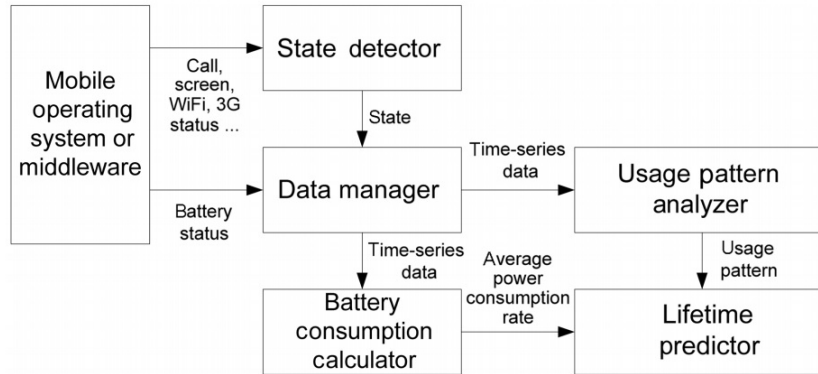 Mobile
operating
system or
middleware
Call,
screen,
WiFi, 3G
status ...
State detector
State
Battery
status
Data manager
Time-series
data
Usage pattern
analyzer
Time-series
data
Usage
pattern
Battery
consumption
calculator
Average
power
consumption
rate
Lifetime
predictor